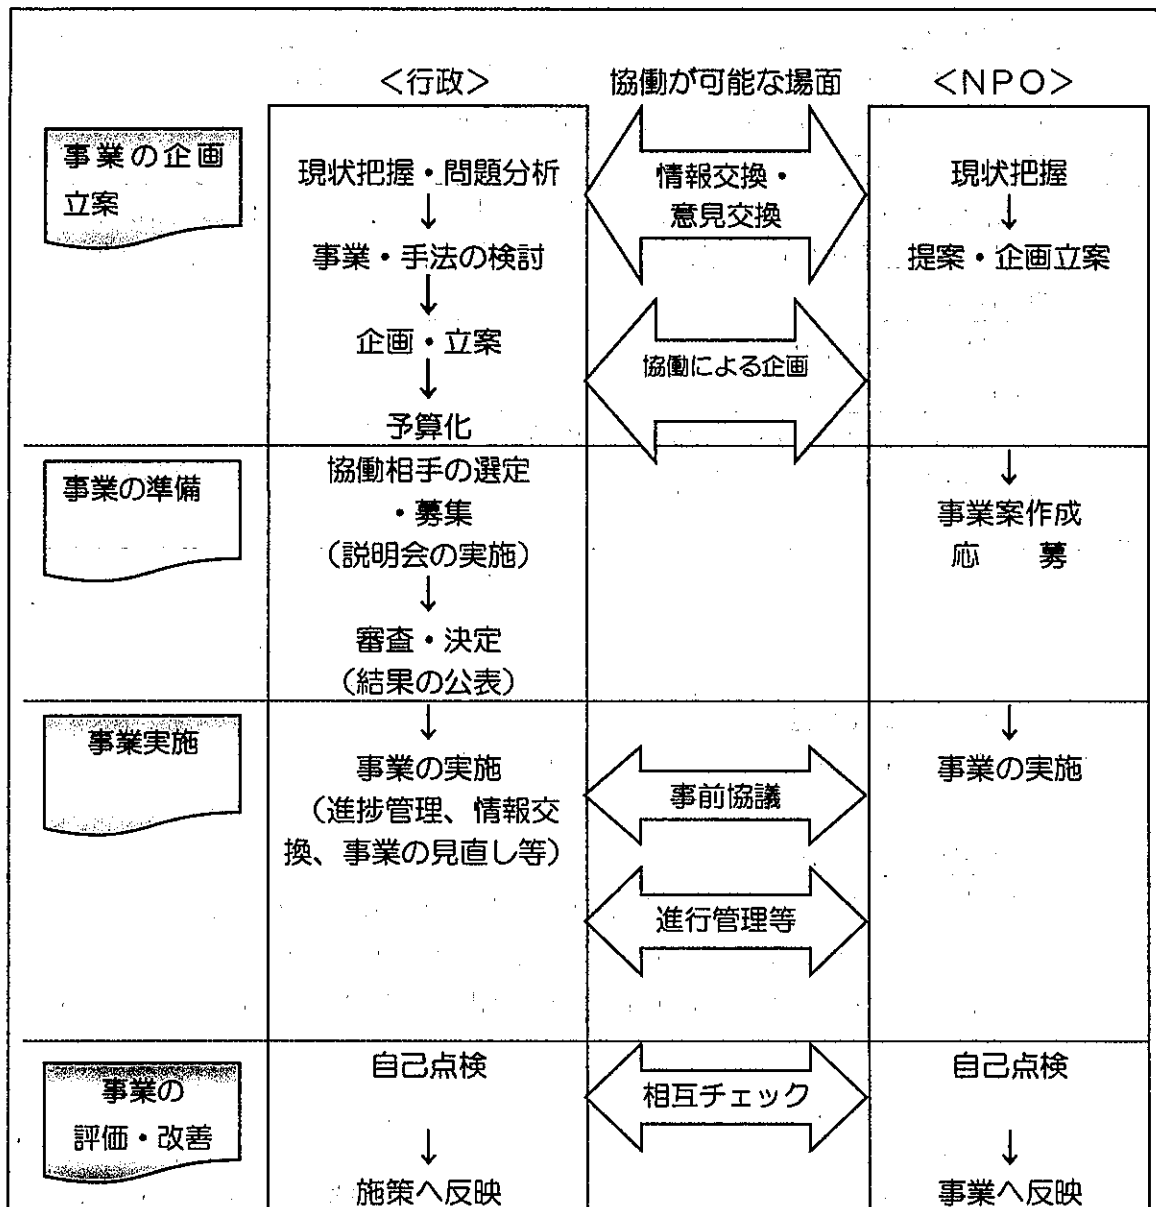 <行政>
協働が可能な場面
<NPO>
事業の企画
立案
現状把握・問題分析
↓
事業・手法の検討
↓
企画・立案
↓
予算化
情報交換・
意見交換
協働による企画
現状把握
↓
提案・企画立案
事業の準備
協働相手の選定
・募集
(説明会の実施)
↓
審査・決定
(結果の公表)
↓
事業案作成
応 募
事業実施
↓
事業の実施
(進捗管理、情報交
換、事業の見直し等)
事前協議
進行管理等
↓
事業の実施
事業の
評価・改善
自己点検
↓
施策へ反映
相互チェック
自己点検
↓
事業へ反映